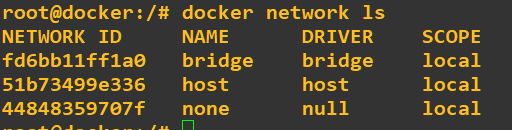 root@docker:/# docker network ls
NETWORK ID     NAME      DRIVER    SCOPE
fd6bb11ff1a0   bridge    bridge    local
51b73499e336   host      host      local
44848359707f   none      null      local
root@docker:/#